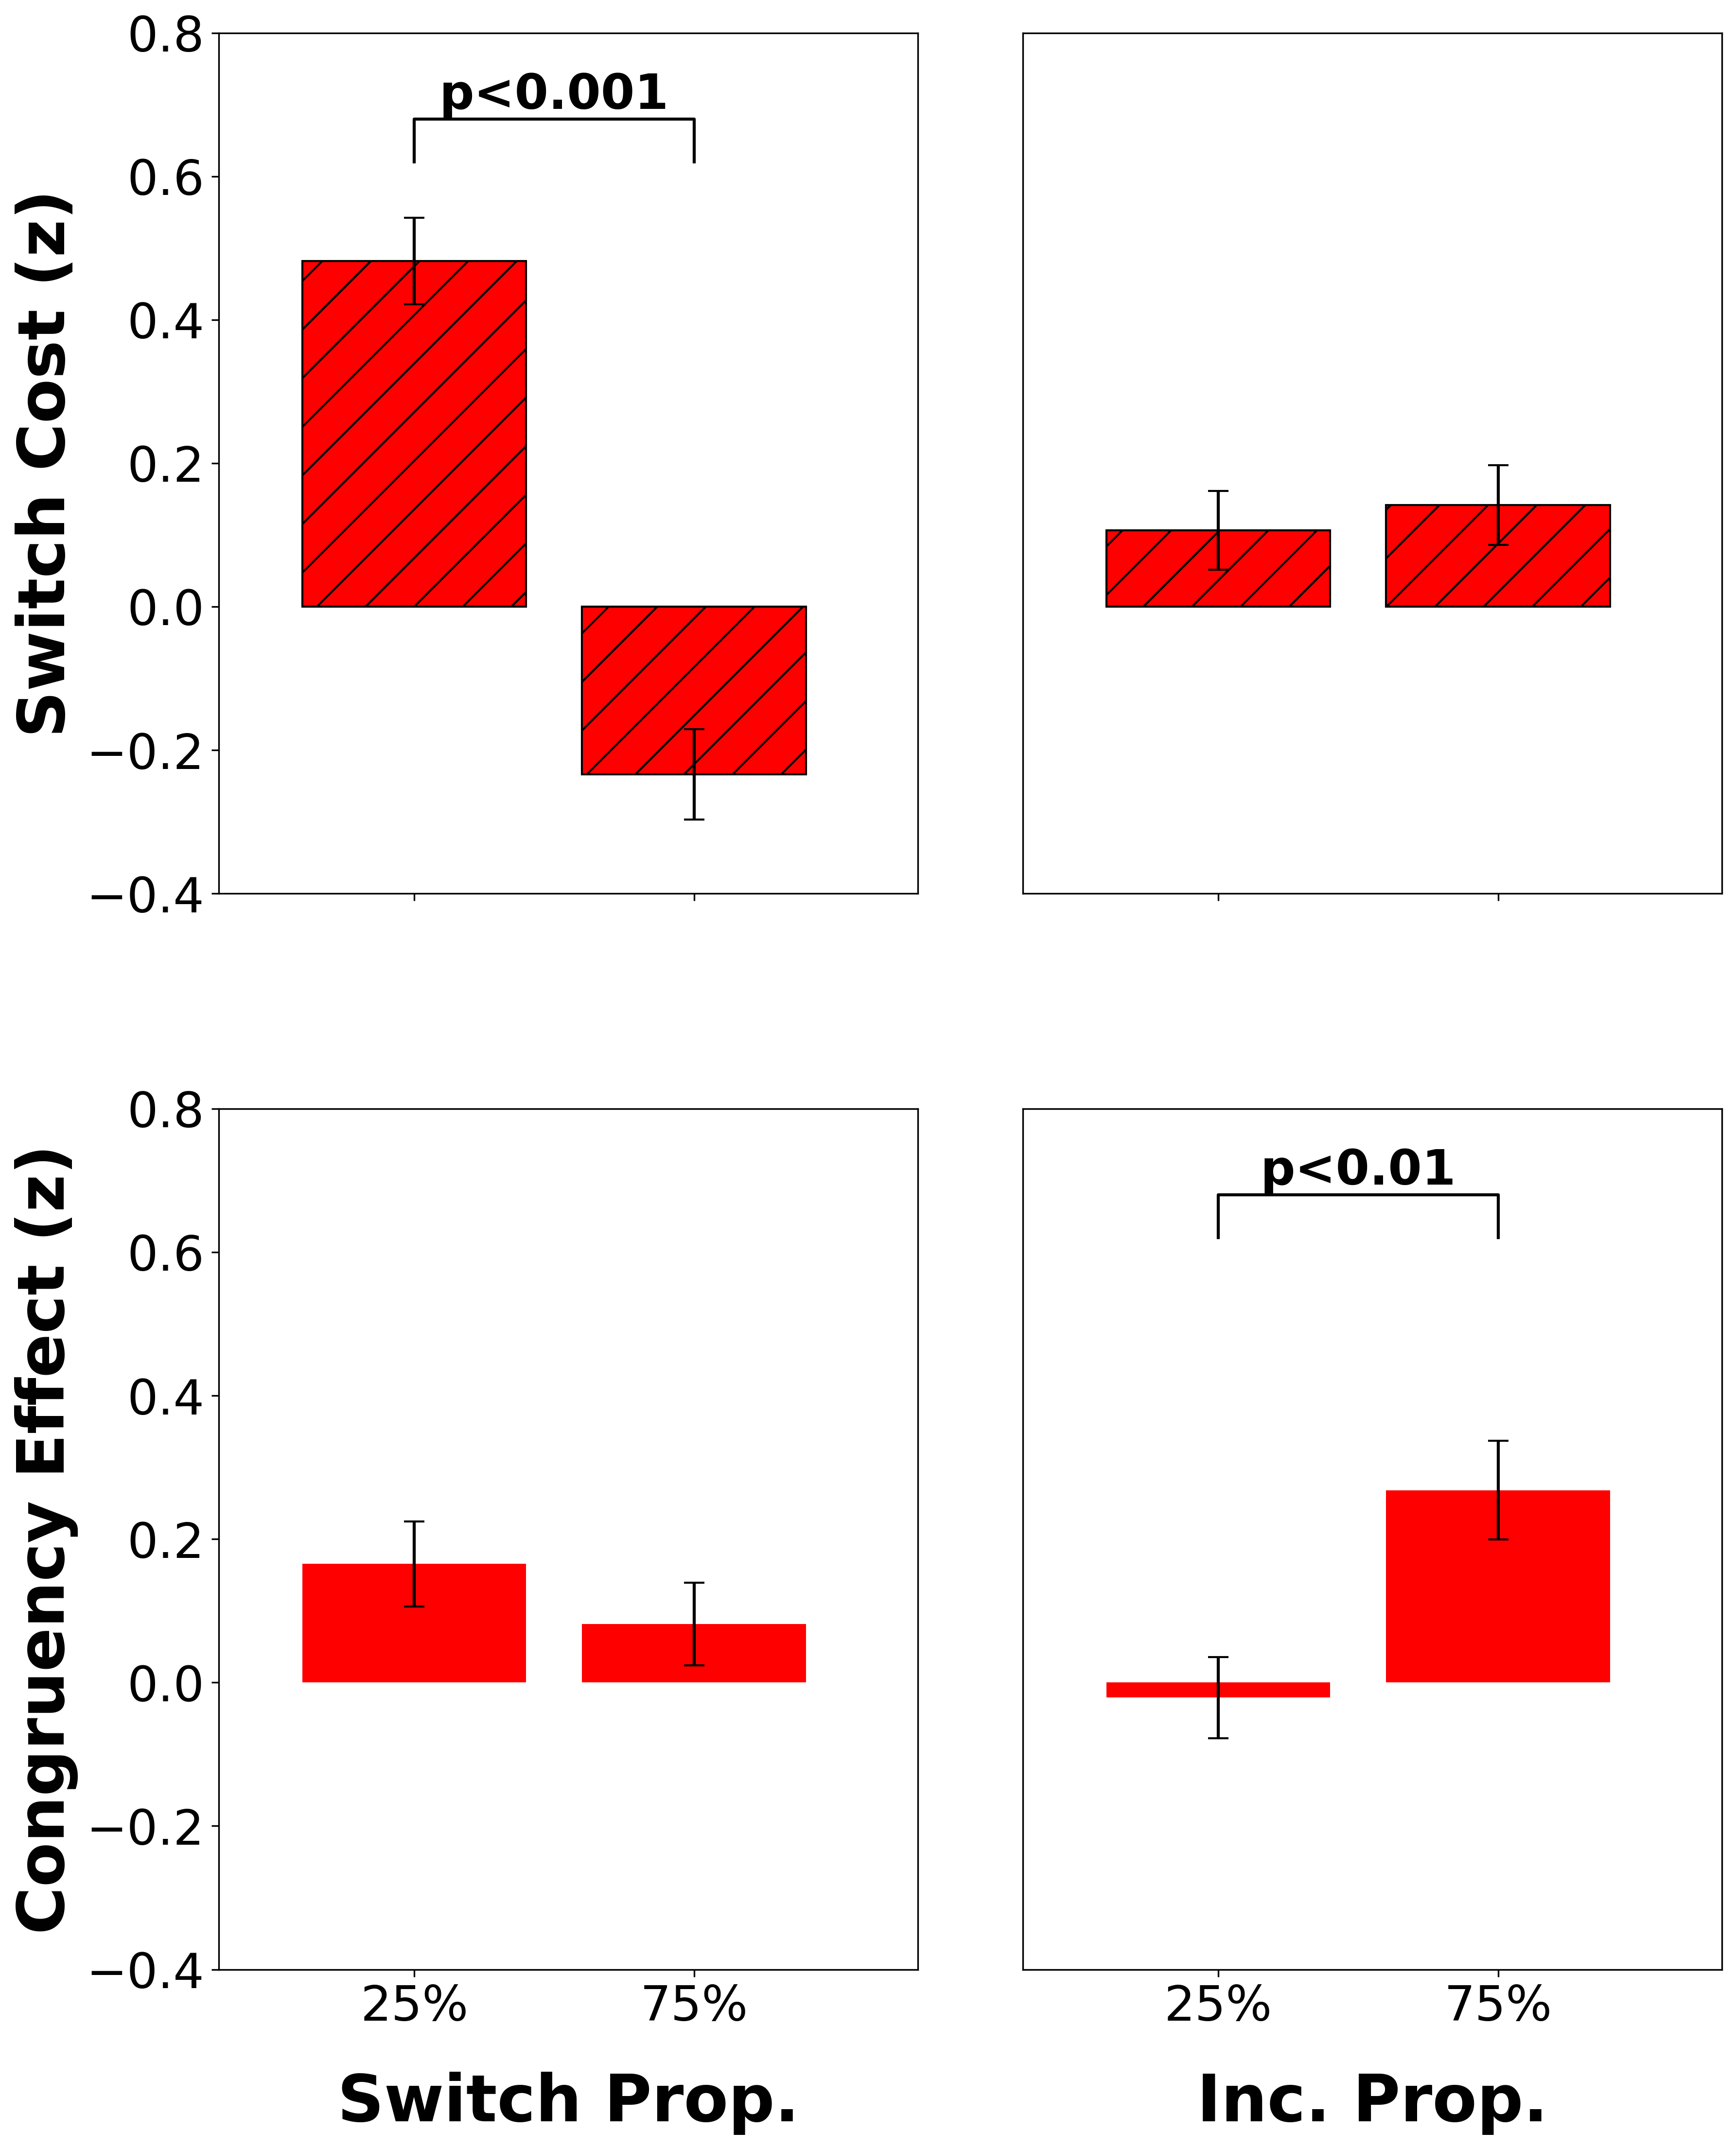 Switch Cost (z)
0.8
0.6
0.4
0.2
0.0
−0.2
−0.4
p<0.001
Congruency Effect (z)
0.8
0.6
0.4
0.2
0.0
−0.2
−0.4
p<0.01
25% 75%
25% 75%
Switch Prop.
Inc. Prop.